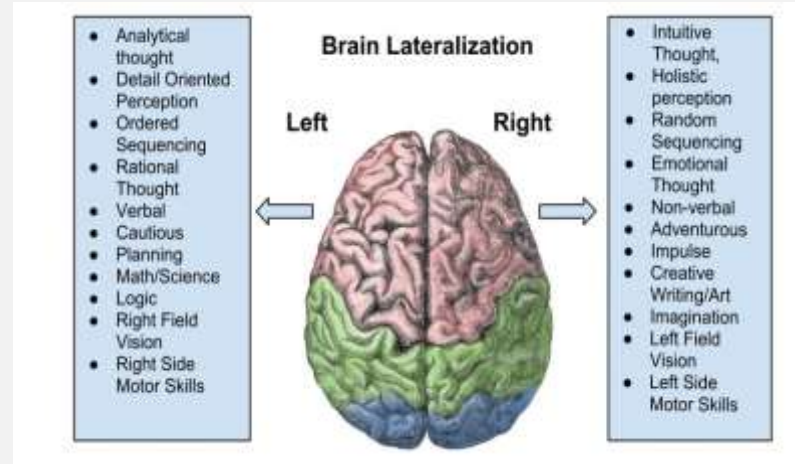 Brain Lateralization
Left
Right
• Analytical
thought
• Detail Oriented
Perception
• Ordered
Sequencing
• Rational
Thought
• Verbal
• Cautious
• Planning
• Math/Science
• Logic
• Right Field
Vision
• Right Side
Motor Skills
• Intuitive
Thought,
• Holistic
perception
• Random
Sequencing
• Emotional
Thought
• Non-verbal
• Adventurous
• Impulse
• Creative
Writing/Art
• Imagination
• Left Field
Vision
• Left Side
Motor Skills